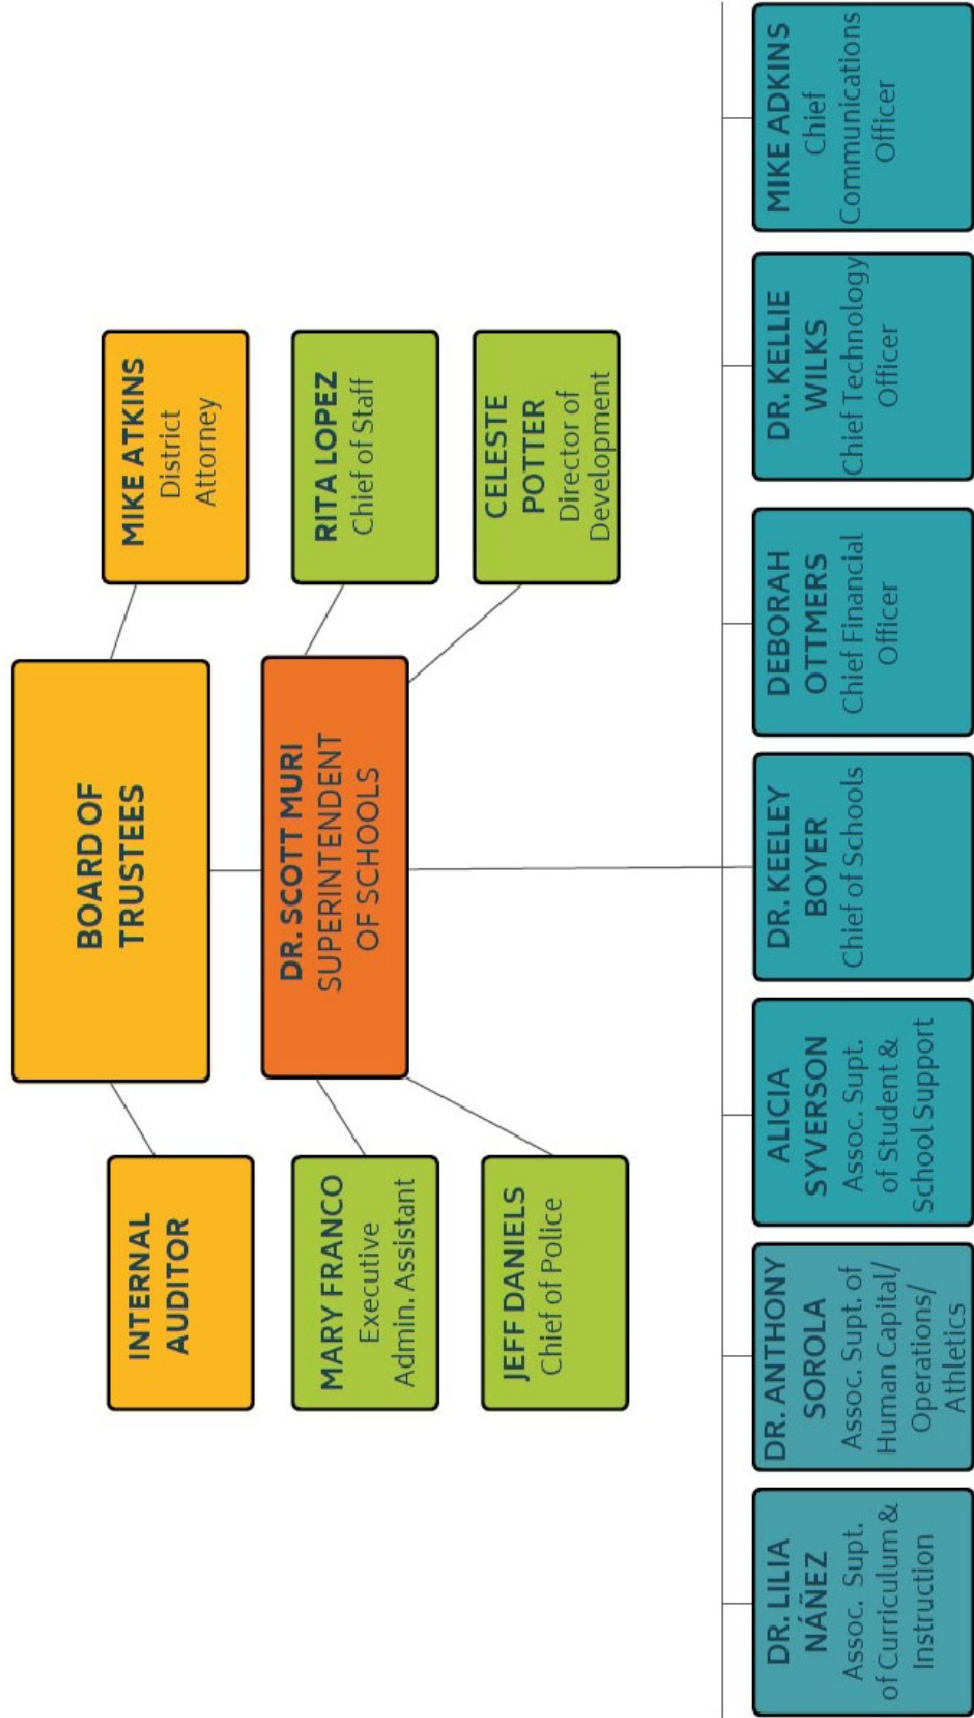 BOARD OF
TRUSTEES
INTERNAL
AUDITOR
MIKE ATKINS
District
Attorney
DR. SCOTT MURI
SUPERINTENDENT
OF SCHOOLS
MARY FRANCO
Executive
Admin. Assistant
RITA LOPEZ
Chief of Staff
JEFF DANIELS
Chief of Police
CELESTE
POTTER
Director of
Development
DR. LILIA
NÁÑEZ
Assoc. Supt.
of Curriculum &
Instruction
DR. ANTHONY
SOROLA
Assoc. Supt. of
Human Capital/
Operations/
Athletics
ALICIA
SYVERSON
Assoc. Supt.
of Student &
School Support
DR. KEELEY
BOYER
Chief of Schools
DEBORAH
OTTMERS
Chief Financial
Officer
DR. KELLIE
WILKS
Chief Technology
Officer
MIKE ADKINS
Chief
Communications
Officer